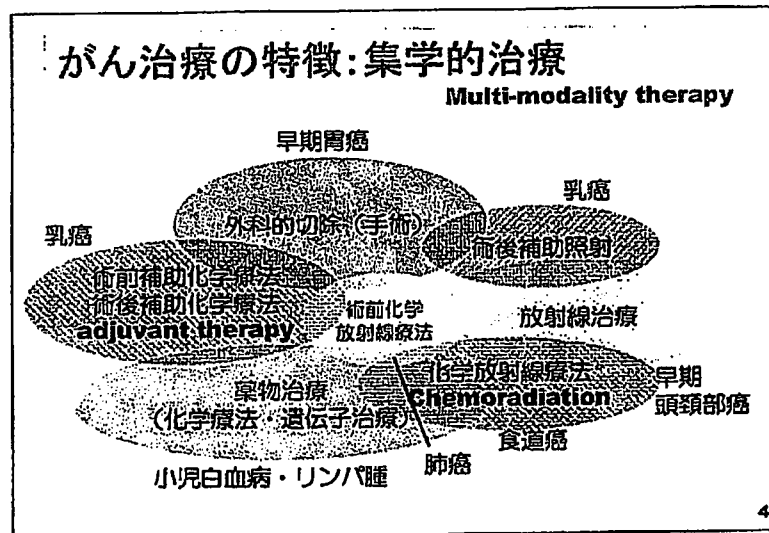 がん治療の特徴:集学的治療
Multi-modality therapy
早期胃癌
乳癌
外科的切除(手術)
乳癌
術後補助照射
術前補助化学療法
術後補助化学療法
adjuvant therapy
術前化学
放射線療法
放射線治療
化学放射線療法
Chemoradiation
早期
頭頚部癌
薬物治療
(化学療法・遺伝子治療)
食道癌
肺癌
小児白血病・リンパ腫
4